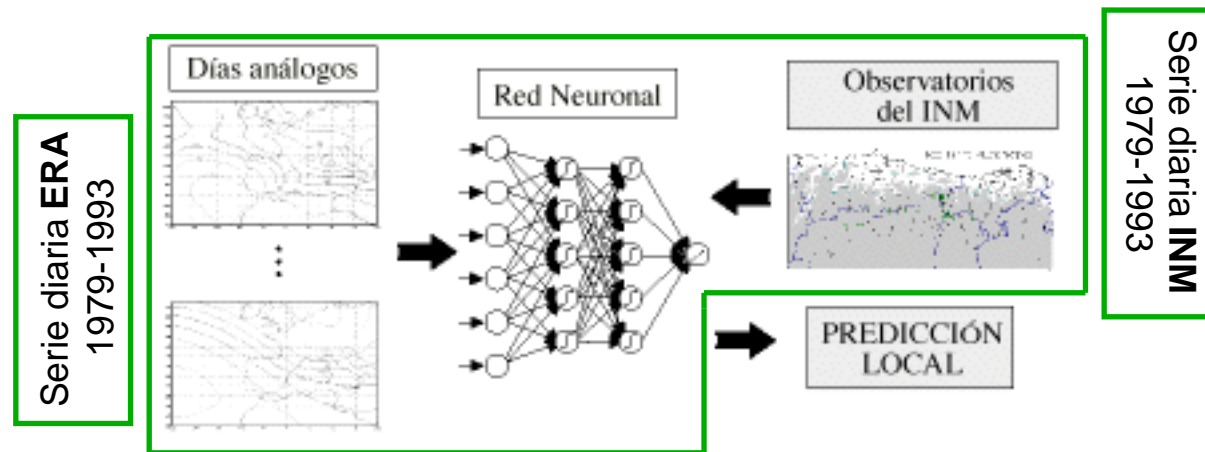 Serie diaria ERA
1979-1993
Días análogos
Red Neuronal
Observatorios
del INM
PREDICCIÓN
LOCAL
Serie diaria INM
1979-1993